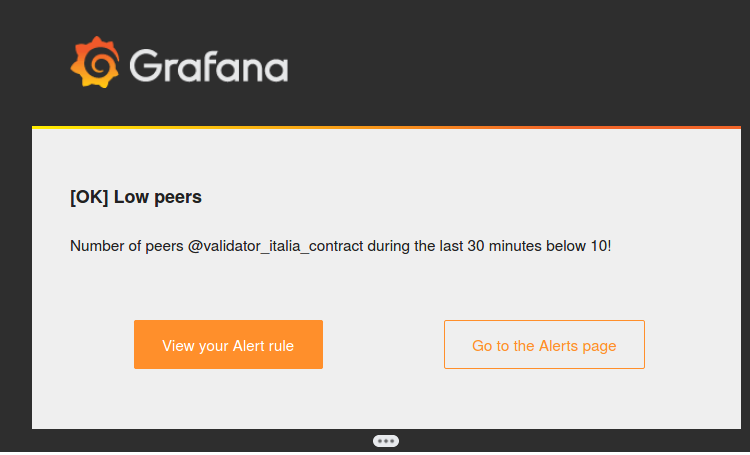 Grafana
[OK] Low peers
Number of peers @validator_italia_contract during the last 30 minutes below 10!
View your Alert rule
Go to the Alerts page